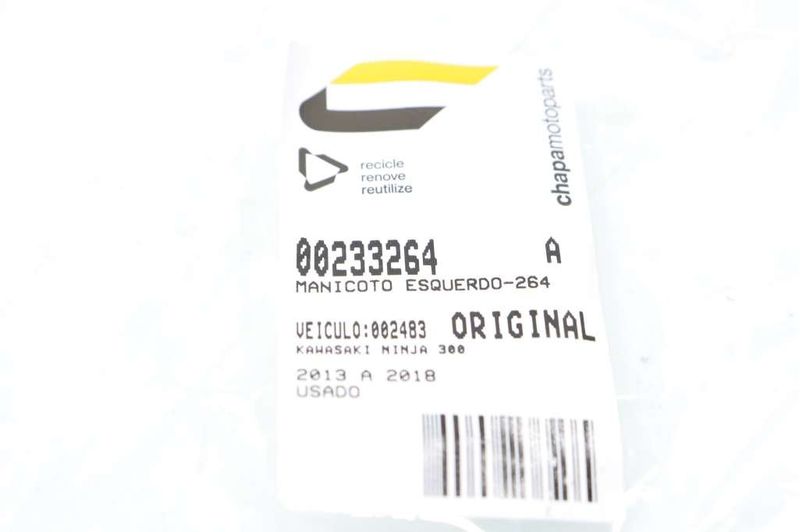 recicle
renove
reutilize
chapamotoparts
00233264 A
MANICOTO ESQUERDO-264
VEICULO:002483 ORIGINAL
KAWASAKI NINJA 300
2013 A 2018
USADO